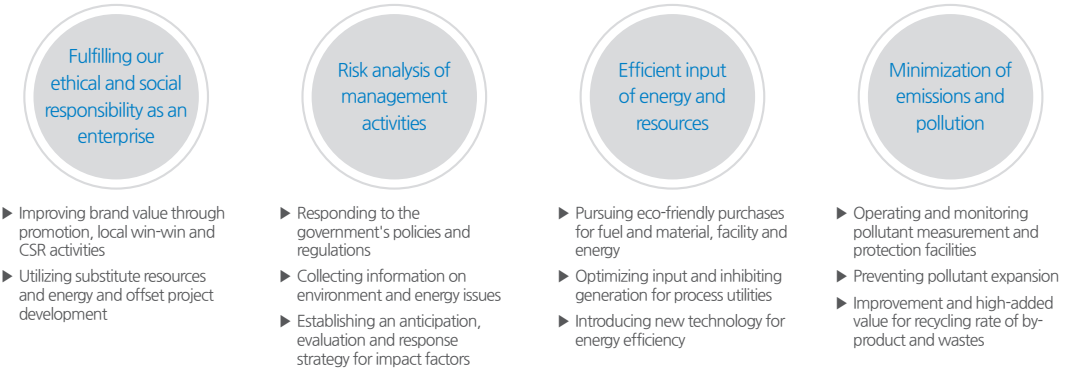 Fulfilling our
ethical and social
responsibility as an
enterprise
▶ Improving brand value through
promotion, local win-win and
CSR activities
▶ Utilizing substitute resources
and energy and offset project
development
Risk analysis of
management
activities
▶ Responding to the
government's policies and
regulations
▶ Collecting information on
environment and energy issues
▶ Establishing an anticipation,
evaluation and response
strategy for impact factors
Efficient input
of energy and
resources
▶ Pursuing eco-friendly purchases
for fuel and material, facility and
energy
▶ Optimizing input and inhibiting
generation for process utilities
▶ Introducing new technology for
energy efficiency
Minimization of
emissions and
pollution
▶ Operating and monitoring
pollutant measurement and
protection facilities
▶ Preventing pollutant expansion
▶ Improvement and high-added
value for recycling rate of by-
product and wastes